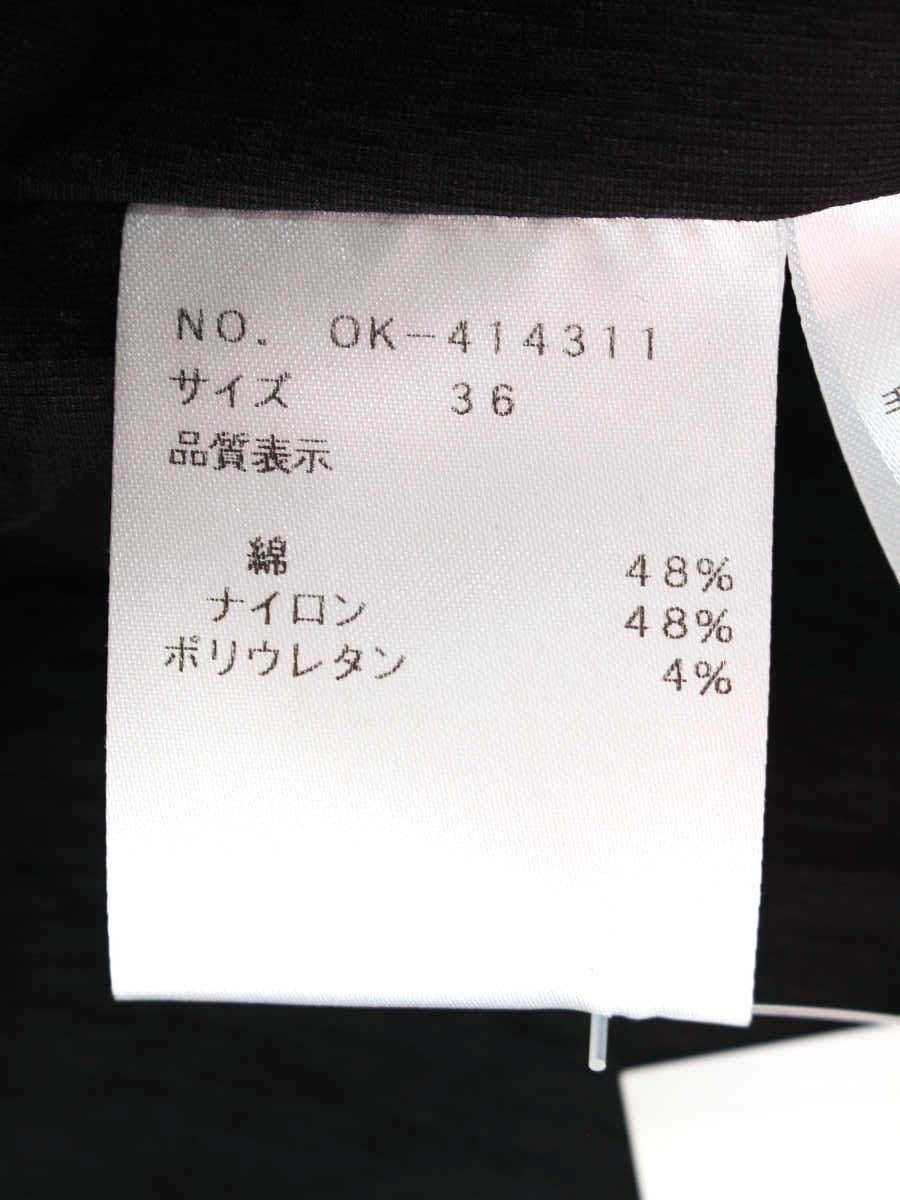 NO. OK-414311
サイズ 36
品質表示
綿 48%
ナイロン 48%
ポリウレタン 4%